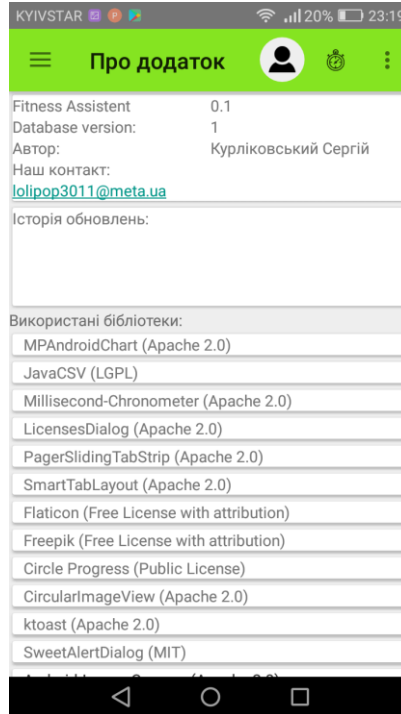 KYIVSTAR 20% 23:19
Про додаток
Fitness Assistent 0.1
Database version: 1
Автор: Курліковський Сергій
Наш контакт:
lolipop3011@meta.ua
Історія обновлень:
Використані бібліотеки:
MPAndroidChart (Apache 2.0)
JavaCSV (LGPL)
Millisecond-Chronometer (Apache 2.0)
LicensesDialog (Apache 2.0)
PagerSlidingTabStrip (Apache 2.0)
SmartTabLayout (Apache 2.0)
Flaticon (Free License with attribution)
Freepik (Free License with attribution)
Circle Progress (Public License)
CircularImageView (Apache 2.0)
ktoast (Apache 2.0)
SweetAlertDialog (MIT)